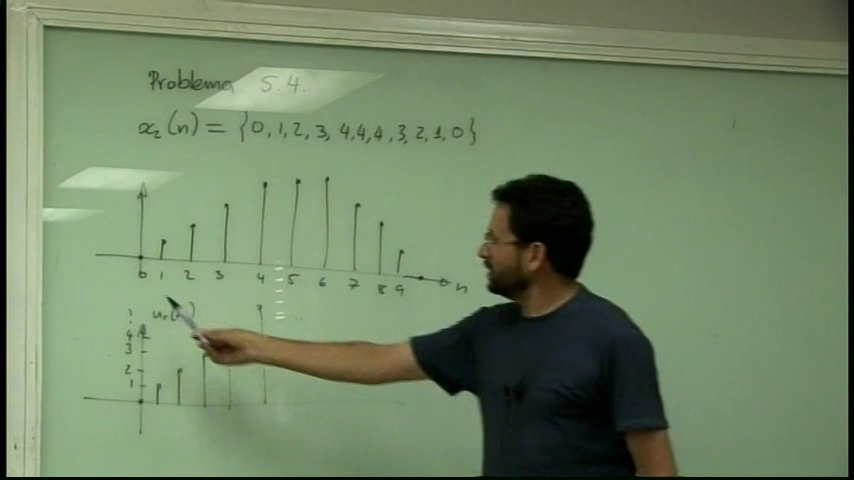 Problema 5.4.
x₂(n) = {0, 1, 2, 3, 4, 4, 4, 3, 2, 1, 0}
0 1 2 3 4 5 6 7 8 9 n
4
3
2
1